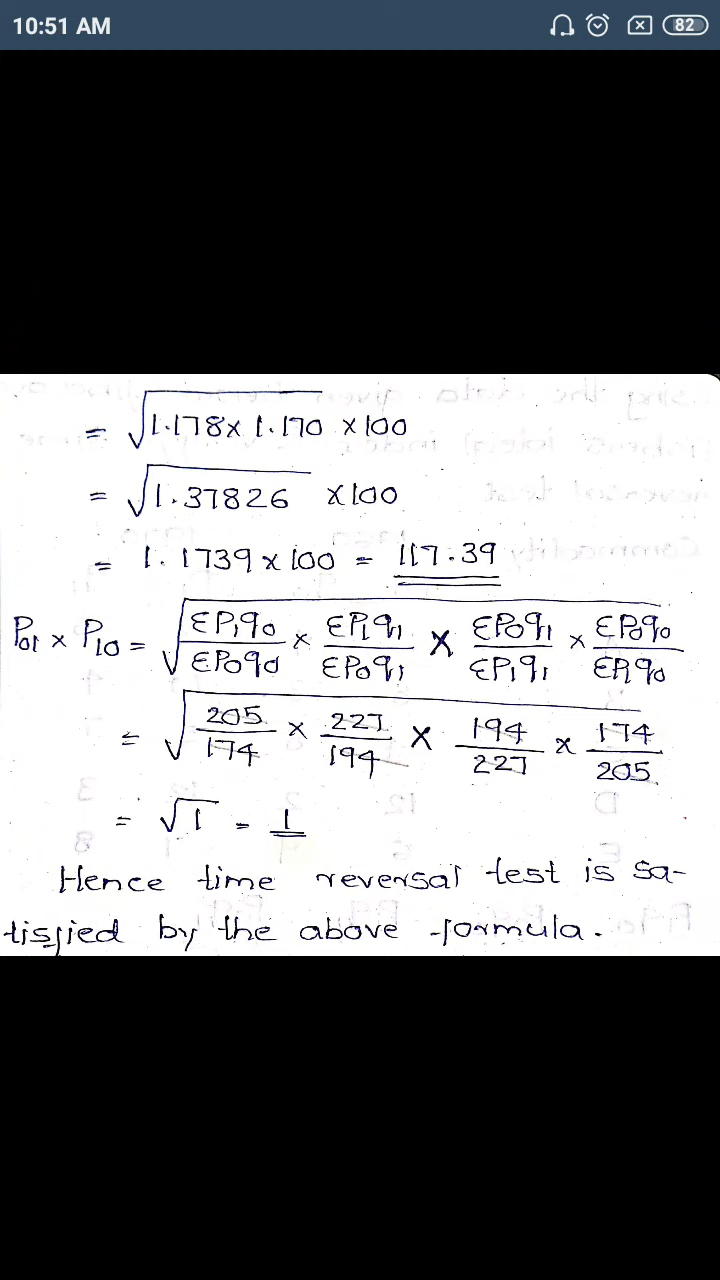 10:51 AM 82
= √1.178 x 1.170 x 100
= √1.37826 x 100
= 1.1739 x 100 = 117.39
P01 x P10 = √ΣP1q0/ΣP0q0 x ΣP1q1/ΣP0q1 x ΣP0q1/ΣP1q1 x ΣP0q0/ΣP1q0
= √205/174 x 227/194 x 194/227 x 174/205
= √1 = 1
Hence time reversal test is sa-
tisfied by the above formula.